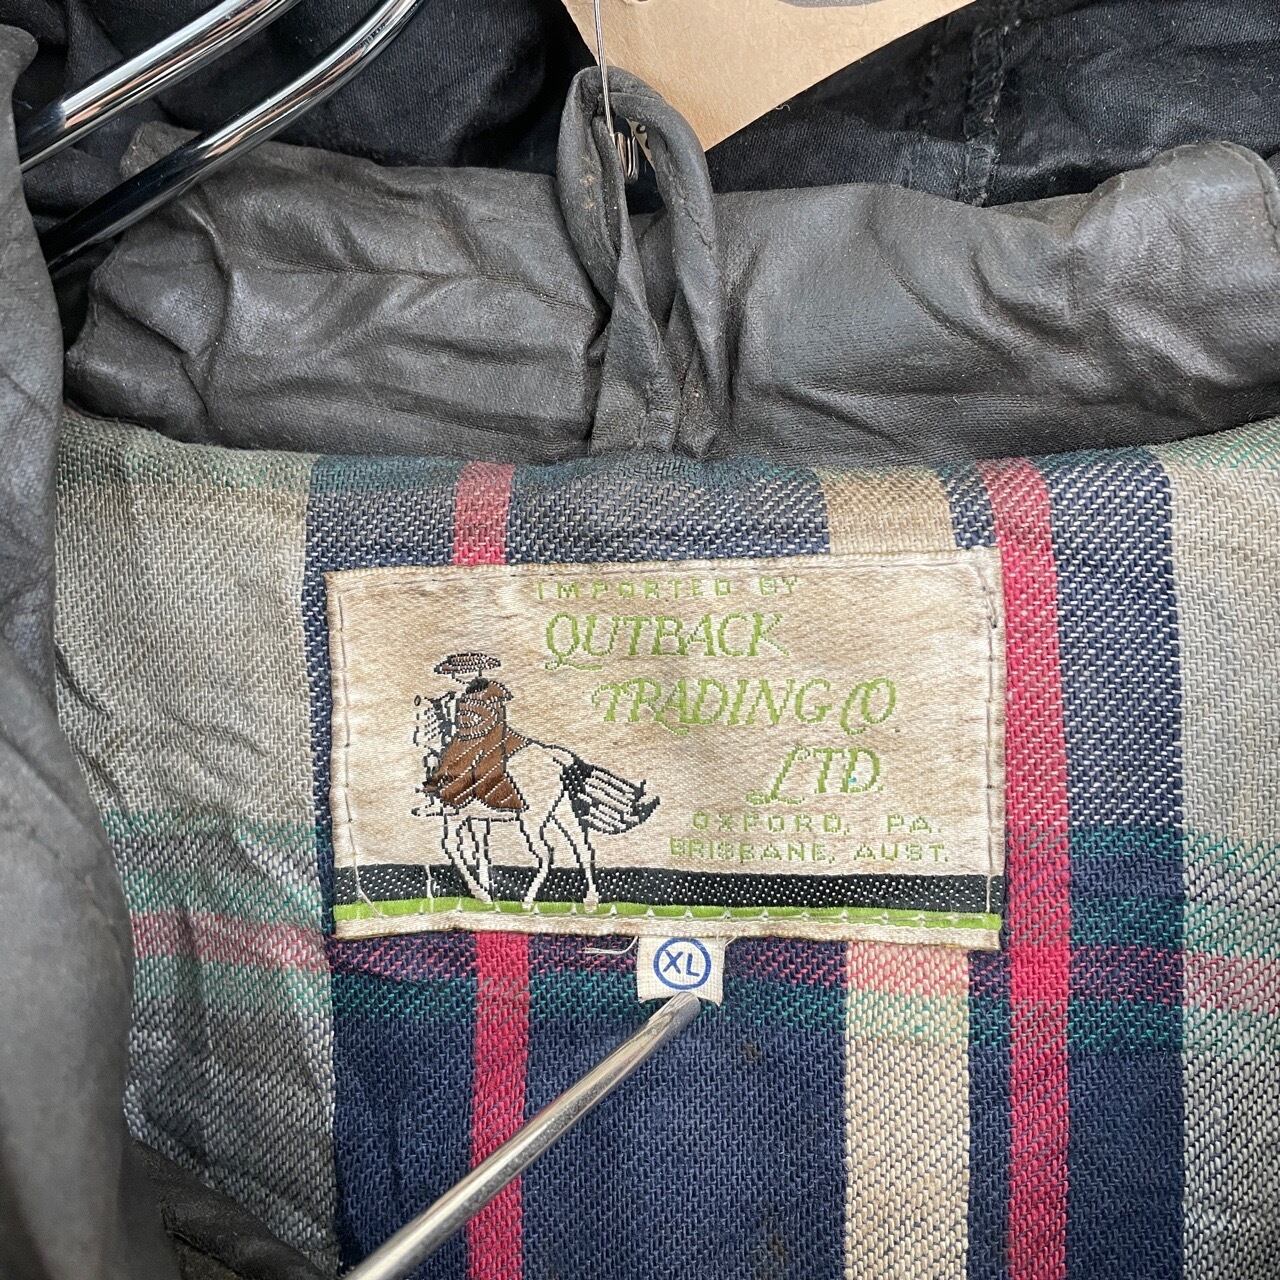 IMPORTED BY
OUTBACK
TRADING CO.
LTD.
OXFORD, PA.
BRISBANE, AUST.
XL